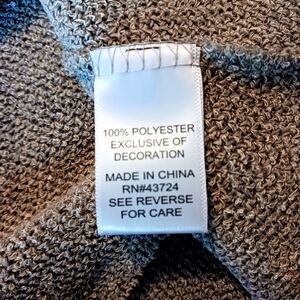 100% POLYESTER
EXCLUSIVE OF
DECORATION
MADE IN CHINA
RN#43724
SEE REVERSE
FOR CARE